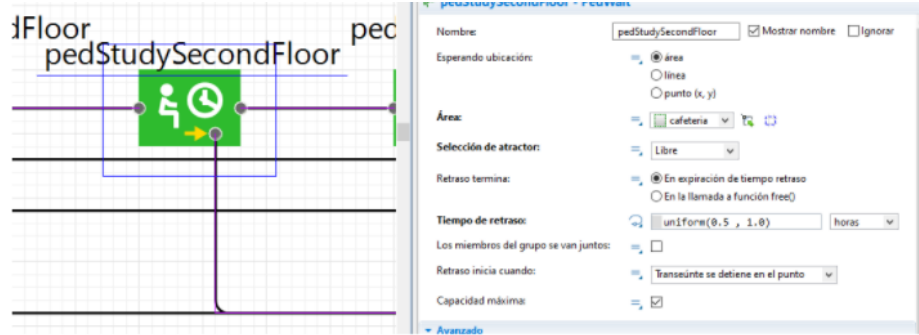 dFloor
pedStudySecondFloor
ped
pedStudySecondFloor - PedWait
Nombre:
pedStudySecondFloor
Mostrar nombre
Ignorar
Esperando ubicación:
área
línea
punto (x, y)
Área:
cafeteria
Selección de atractor:
Libre
Retraso termina:
En expiración de tiempo retraso
En la llamada a función free()
Tiempo de retraso:
uniform(0.5 , 1.0)
horas
Los miembros del grupo se van juntos:
Retraso inicia cuando:
Transeúnte se detiene en el punto
Capacidad máxima:
Avanzado